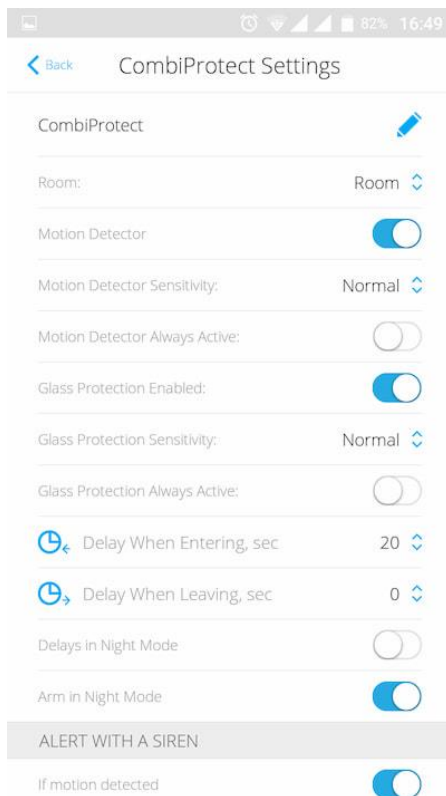 82% 16:49
Back CombiProtect Settings
CombiProtect
Room: Room
Motion Detector
Motion Detector Sensitivity: Normal
Motion Detector Always Active:
Glass Protection Enabled:
Glass Protection Sensitivity: Normal
Glass Protection Always Active:
Delay When Entering, sec 20
Delay When Leaving, sec 0
Delays in Night Mode
Arm in Night Mode
ALERT WITH A SIREN
If motion detected